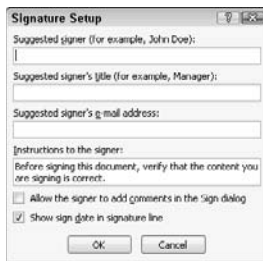 Signature Setup
Suggested signer (for example, John Doe):
Suggested signer's title (for example, Manager):
Suggested signer's e-mail address:
Instructions to the signer:
Before signing this document, verify that the content you
are signing is correct.
Allow the signer to add comments in the Sign dialog
Show sign date in signature line
OK Cancel